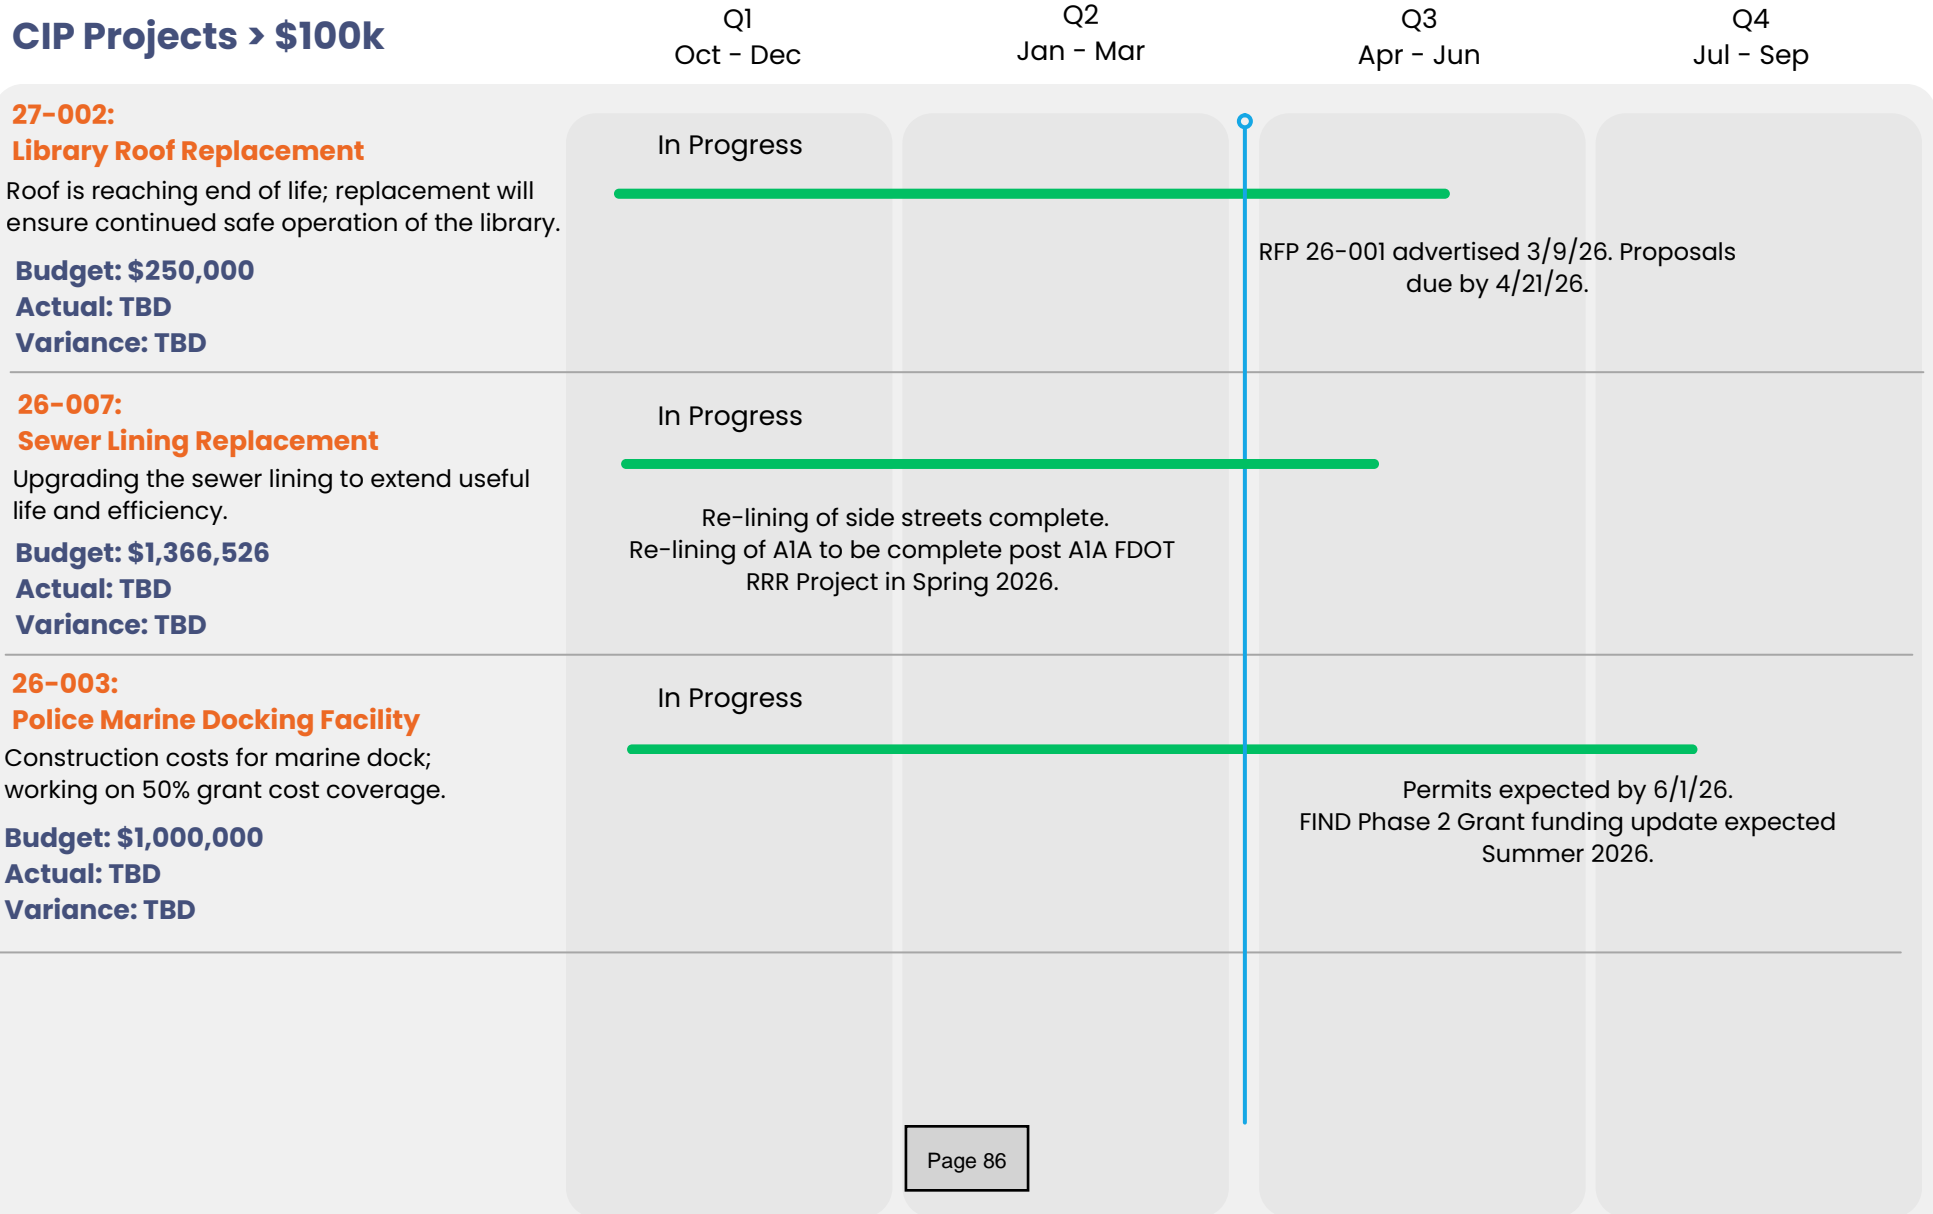 CIP Projects > $100k
Q1
Oct - Dec
Q2
Jan - Mar
Q3
Apr - Jun
Q4
Jul - Sep
27-002:
Library Roof Replacement
Roof is reaching end of life; replacement will
ensure continued safe operation of the library.
Budget: $250,000
Actual: TBD
Variance: TBD
In Progress
RFP 26-001 advertised 3/9/26. Proposals
due by 4/21/26.
26-007:
Sewer Lining Replacement
Upgrading the sewer lining to extend useful
life and efficiency.
Budget: $1,366,526
Actual: TBD
Variance: TBD
In Progress
Re-lining of side streets complete.
Re-lining of A1A to be complete post A1A FDOT
RRR Project in Spring 2026.
26-003:
Police Marine Docking Facility
Construction costs for marine dock;
working on 50% grant cost coverage.
Budget: $1,000,000
Actual: TBD
Variance: TBD
In Progress
Permits expected by 6/1/26.
FIND Phase 2 Grant funding update expected
Summer 2026.
Page 86